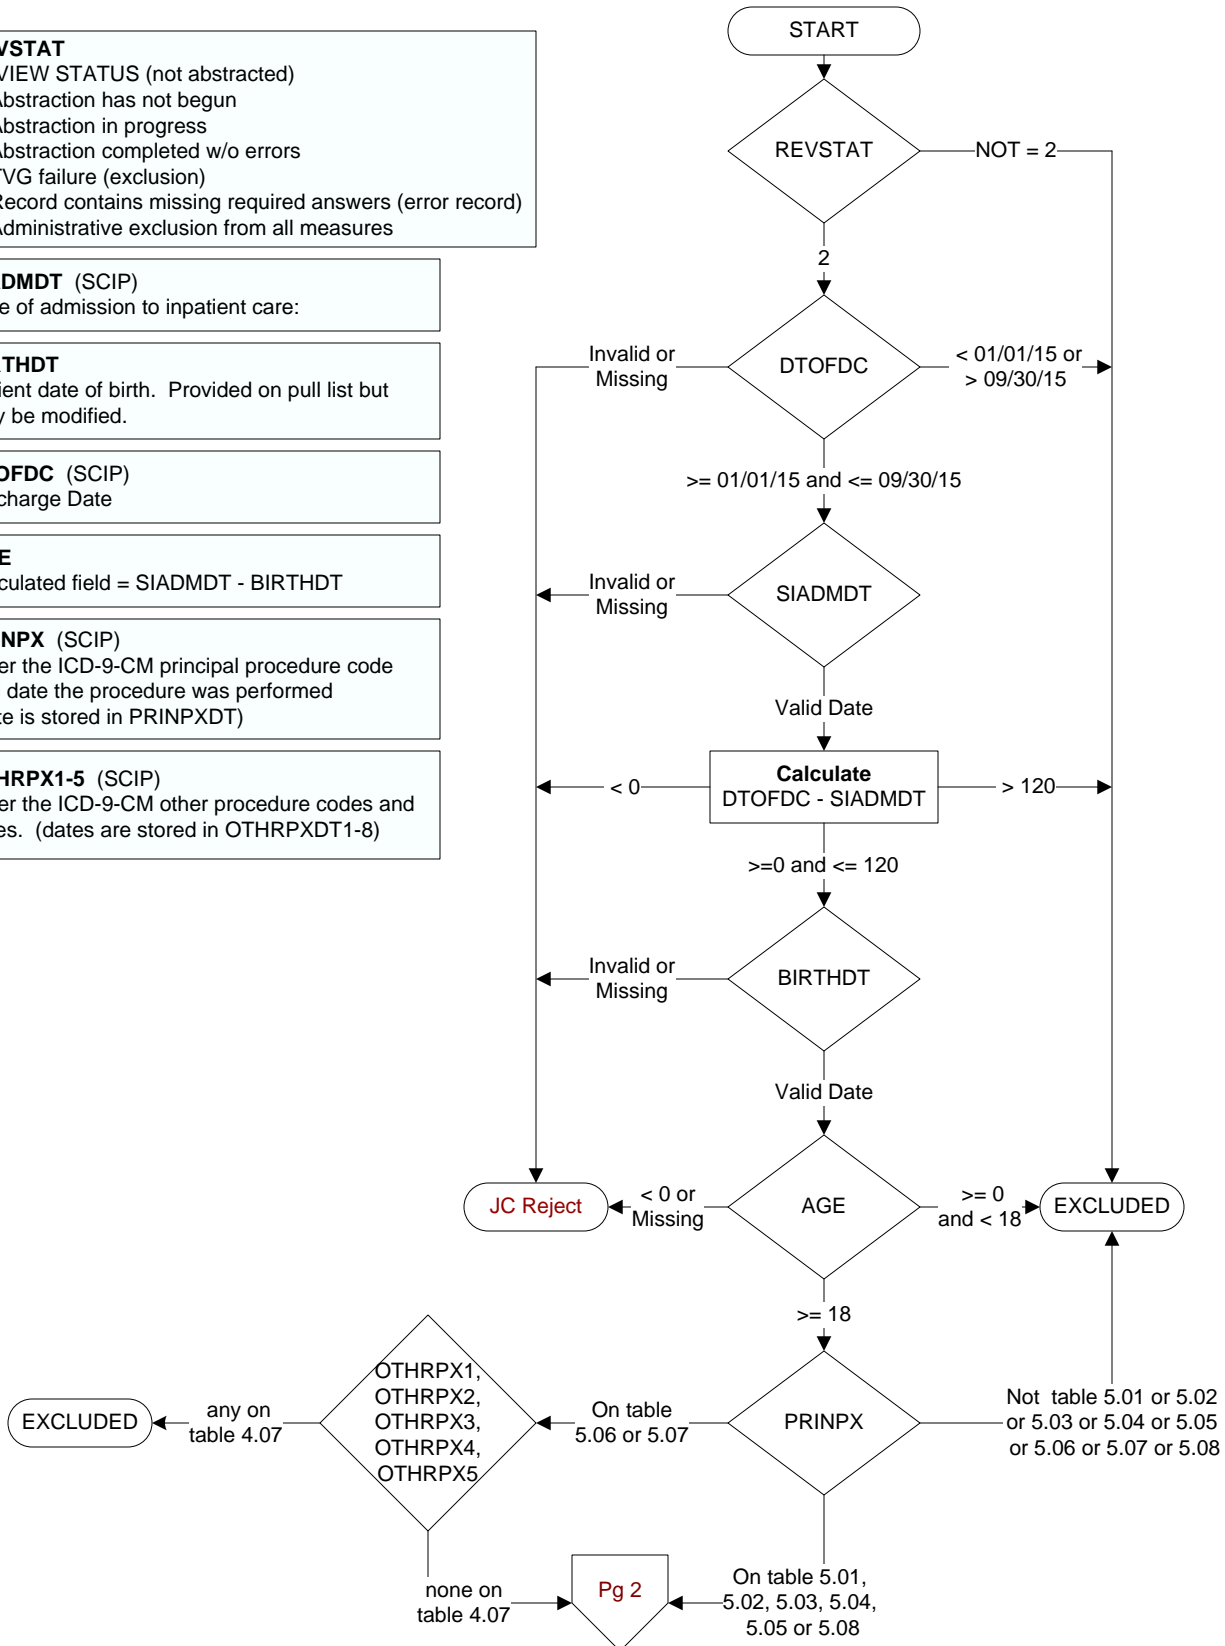 VSTAT
VIEW STATUS (not abstracted)
Abstraction has not begun
Abstraction in progress
Abstraction completed w/o errors
TVG failure (exclusion)
Record contains missing required answers (error record)
Administrative exclusion from all measures
DMDT (SCIP)
e of admission to inpatient care:
THDT
ient date of birth. Provided on pull list but
y be modified.
OFDC (SCIP)
charge Date
E
culated field = SIADMDT - BIRTHDT
NPX (SCIP)
er the ICD-9-CM principal procedure code
date the procedure was performed
te is stored in PRINPXDT)
HRPX1-5 (SCIP)
er the ICD-9-CM other procedure codes and
es. (dates are stored in OTHRPXDT1-8)
START
REVSTAT
NOT = 2
2
Invalid or
Missing
DTOFDC
< 01/01/15 or
> 09/30/15
>= 01/01/15 and <= 09/30/15
Invalid or
Missing
SIADMDT
Valid Date
< 0
Calculate
DTOFDC - SIADMDT
> 120
>=0 and <= 120
Invalid or
Missing
BIRTHDT
Valid Date
JC Reject
< 0 or
Missing
AGE
>= 0
and < 18
EXCLUDED
>= 18
EXCLUDED
any on
table 4.07
OTHRPX1,
OTHRPX2,
OTHRPX3,
OTHRPX4,
OTHRPX5
On table
5.06 or 5.07
PRINPX
Not table 5.01 or 5.02
or 5.03 or 5.04 or 5.05
or 5.06 or 5.07 or 5.08
none on
table 4.07
Pg 2
On table 5.01,
5.02, 5.03, 5.04,
5.05 or 5.08